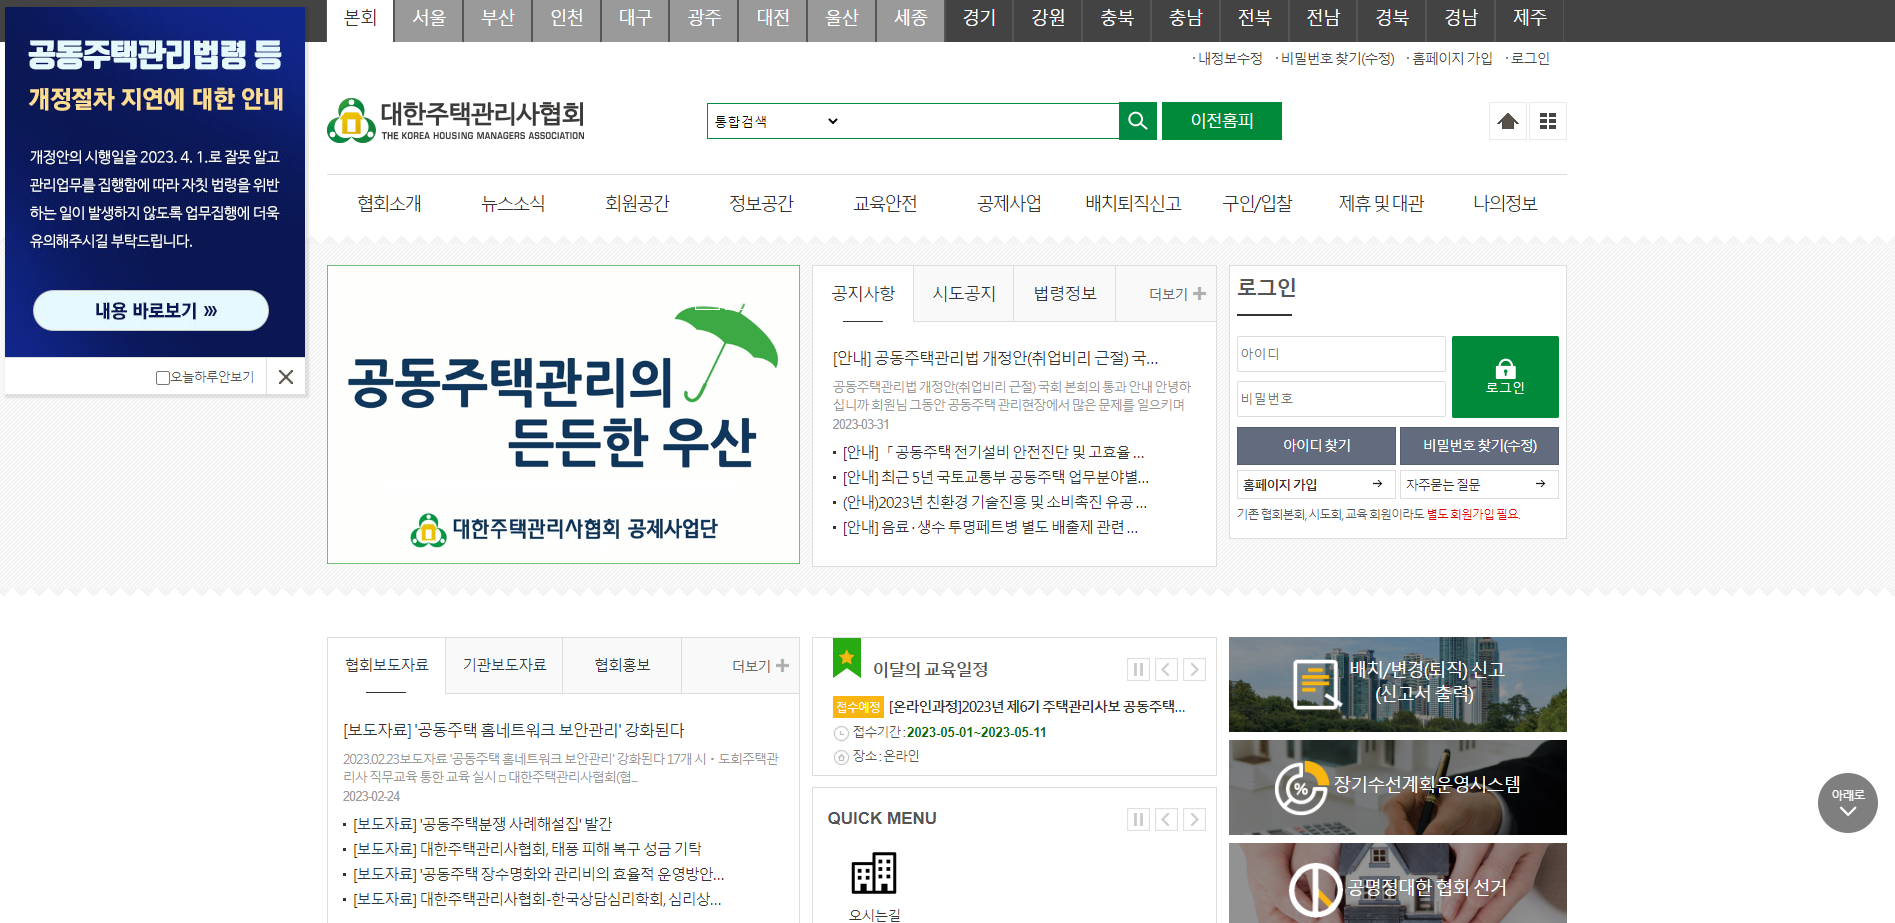 본회 서울 부산 인천 대구 광주 대전 울산 세종 경기 강원 충북 충남 전북 전남 경북 경남 제주
· 내정보수정 · 비밀번호 찾기(수정) · 홈페이지 가입 · 로그인
공동주택관리법령 등
개정절차 지연에 대한 안내
개정안의 시행일을 2023. 4. 1.로 잘못 알고
관리업무를 집행함에 따라 자칫 법령을 위반
하는 일이 발생하지 않도록 업무집행에 더욱
유의해주시길 부탁드립니다.
내용 바로보기 »
오늘하루안보기
대한주택관리사협회
THE KOREA HOUSING MANAGERS ASSOCIATION
통합검색
이전홈피
협회소개 뉴스소식 회원공간 정보공간 교육안전 공제사업 배치퇴직신고 구인/입찰 제휴 및 대관 나의정보
공동주택관리의
든든한 우산
대한주택관리사협회 공제사업단
공지사항 시도공지 법령정보 더보기
[안내] 공동주택관리법 개정안(취업비리 근절) 국...
공동주택관리법 개정안(취업비리 근절) 국회 본회의 통과 안내 안녕하
십니까 회원님 그동안 공동주택 관리현장에서 많은 문제를 일으키며
2023-03-31
[안내]「공동주택 전기설비 안전진단 및 고효율 ...
[안내] 최근 5년 국토교통부 공동주택 업무분야별...
(안내)2023년 친환경 기술진흥 및 소비촉진 유공 ...
[안내] 음료·생수 투명페트병 별도 배출제 관련 ...
로그인
아이디
비밀번호
로그인
아이디 찾기
비밀번호 찾기(수정)
홈페이지 가입 →
자주묻는 질문 →
기존 협회본회, 시도회, 교육 회원이라도 별도 회원가입 필요.
협회보도자료 기관보도자료 협회홍보 더보기
[보도자료] '공동주택 홈네트워크 보안관리' 강화된다
2023.02.23보도자료 '공동주택 홈네트워크 보안관리' 강화된다 17개 시・도회주택관
리사 직무교육 통한 교육 실시 □ 대한주택관리사협회(협...
2023-02-24
[보도자료] '공동주택분쟁 사례해설집' 발간
[보도자료] 대한주택관리사협회, 태풍 피해 복구 성금 기탁
[보도자료] '공동주택 장수명화와 관리비의 효율적 운영방안...
[보도자료] 대한주택관리사협회-한국상담심리학회, 심리상...
이달의 교육일정
접수예정 [온라인과정]2023년 제6기 주택관리사보 공동주택...
접수기간 : 2023-05-01~2023-05-11
장소 : 온라인
QUICK MENU
오시는길
배치/변경(퇴직) 신고
(신고서 출력)
장기수선계획운영시스템
공명정대한 협회 선거
아래로